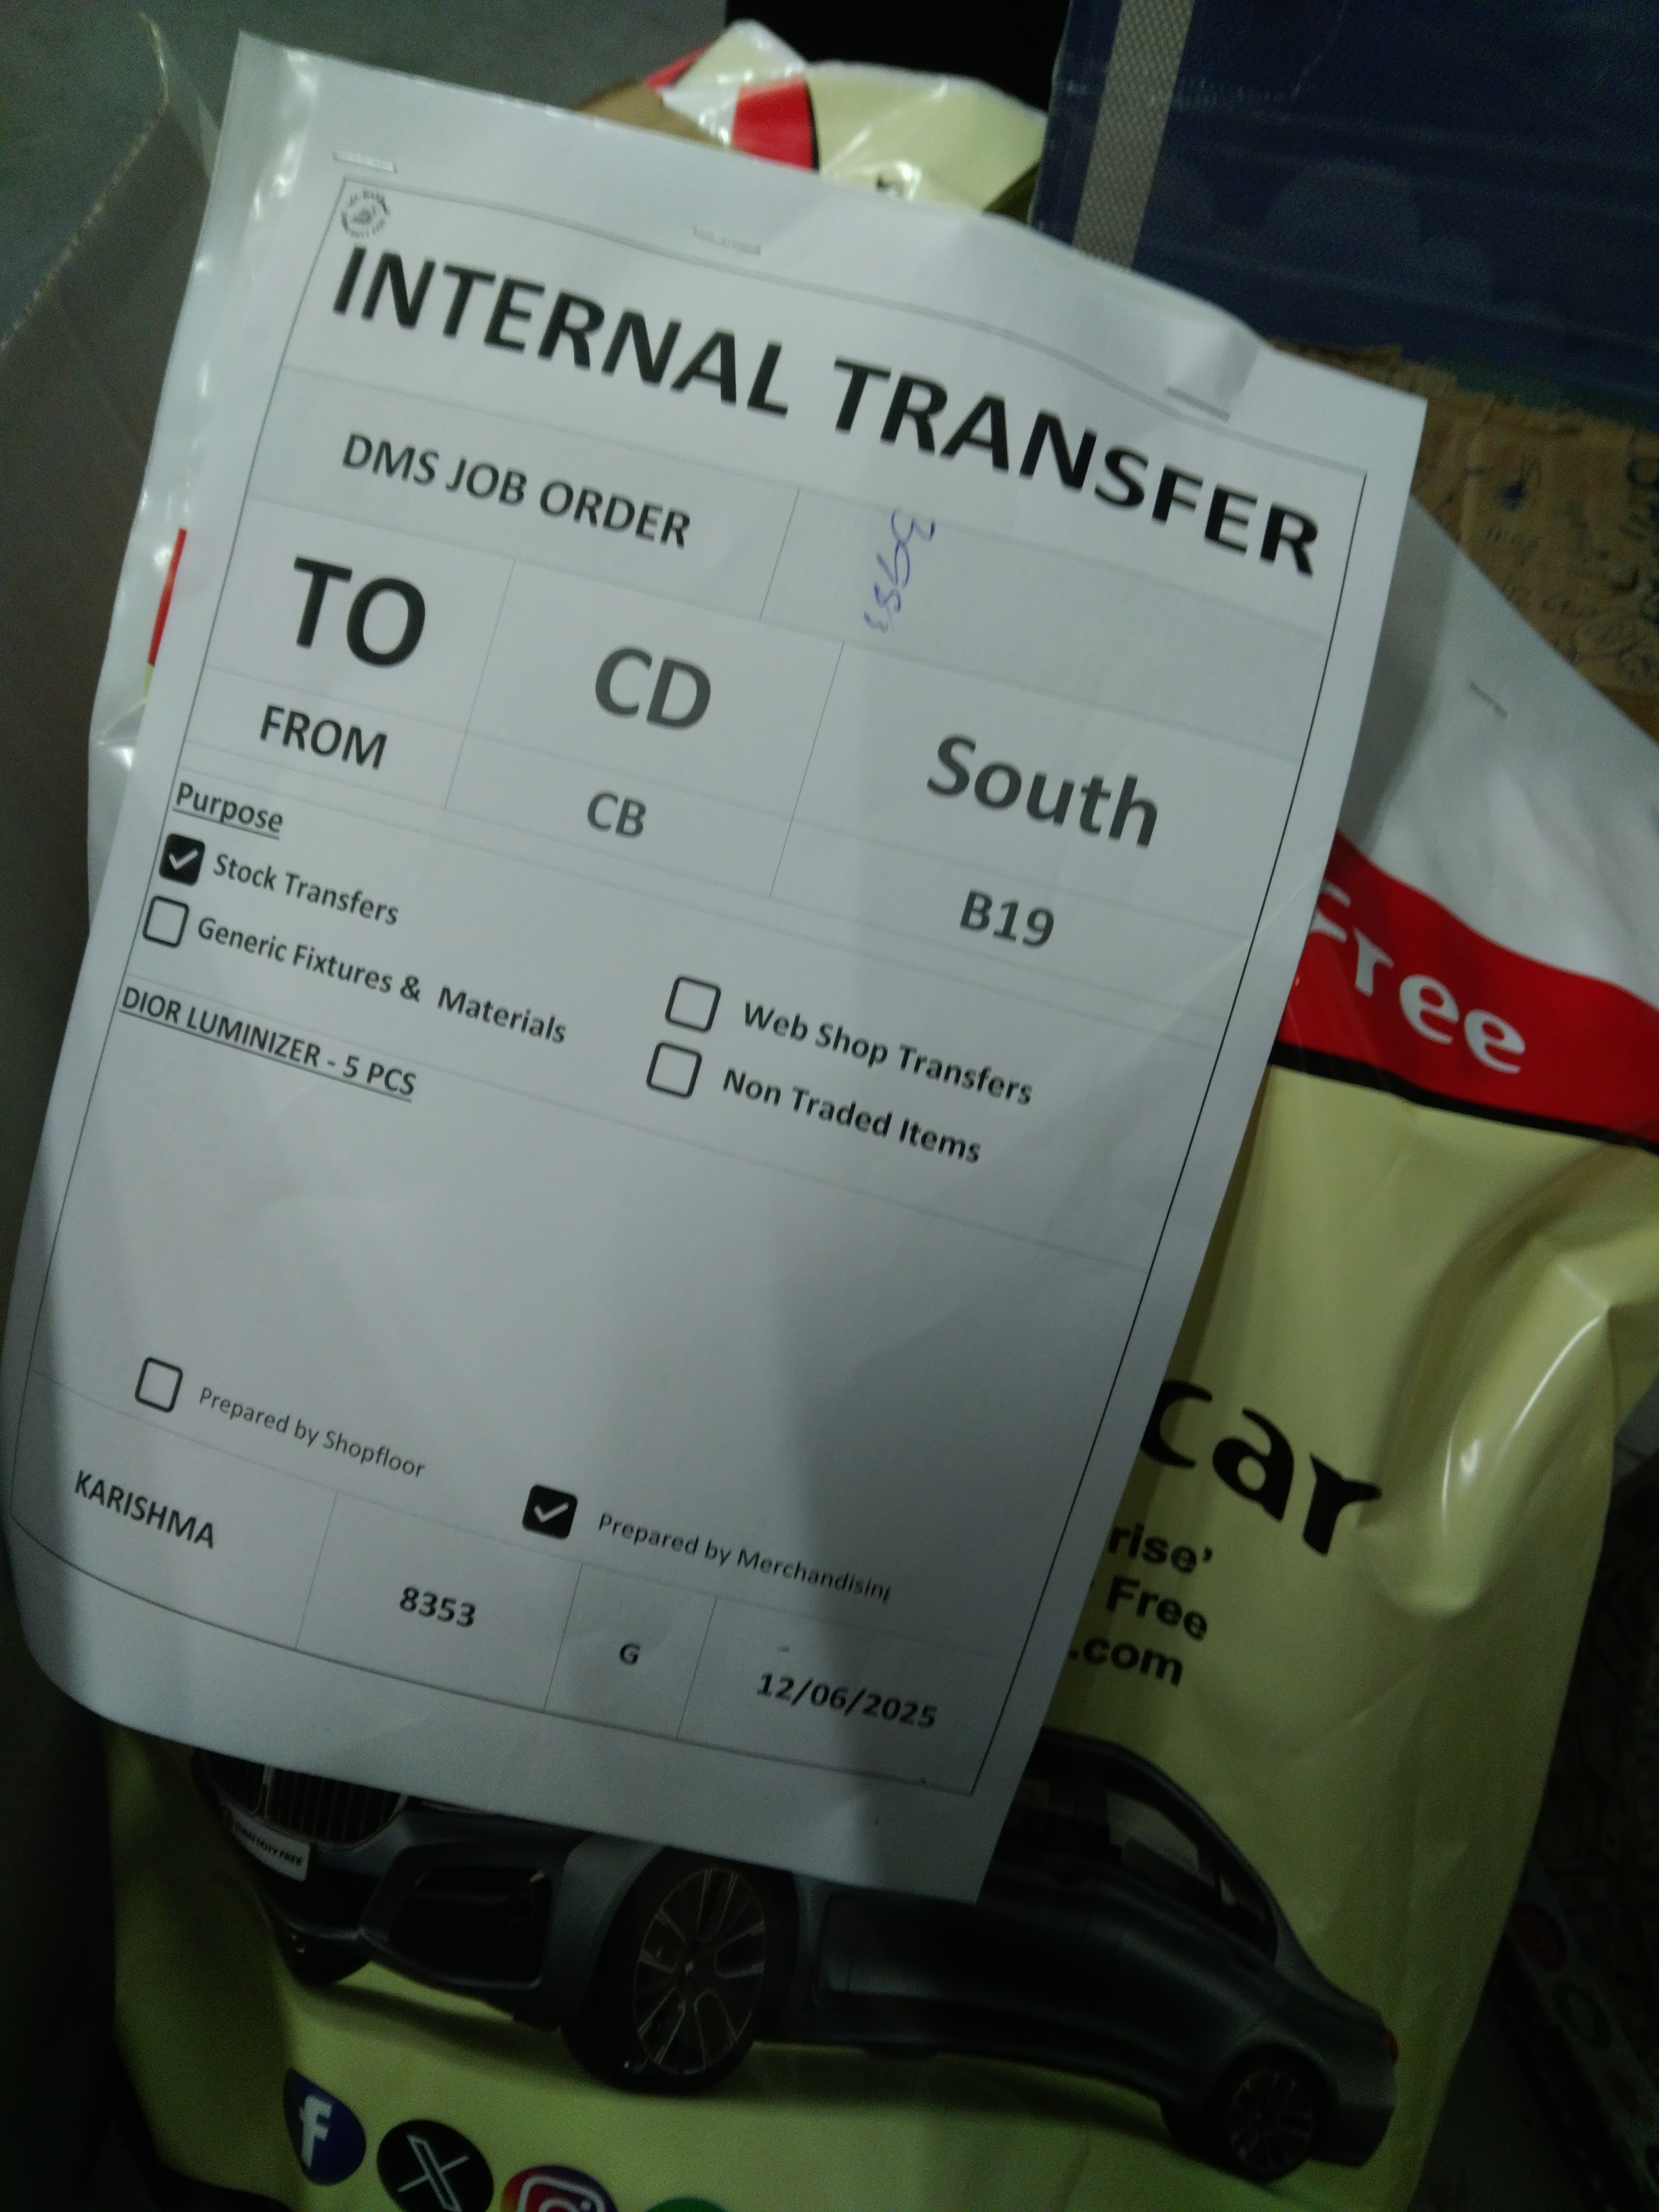 INTERNAL TRANSFER
DMS JOB ORDER
TO CD South
FROM CB B19
Purpose
Stock Transfers
Generic Fixtures & Materials
Web Shop Transfers
Non Traded Items
DIOR LUMINIZER - 5 PCS
Prepared by Shopfloor
Prepared by Merchandising
KARISHMA 8353 G 12/06/2025
Free
car
rise'
Free
.com